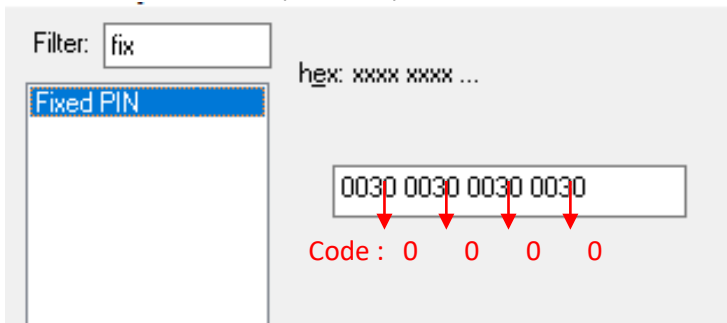 Filter: fix
hex: xxxx xxxx ...
Fixed PIN
0030 0030 0030 0030
Code : 0 0 0 0